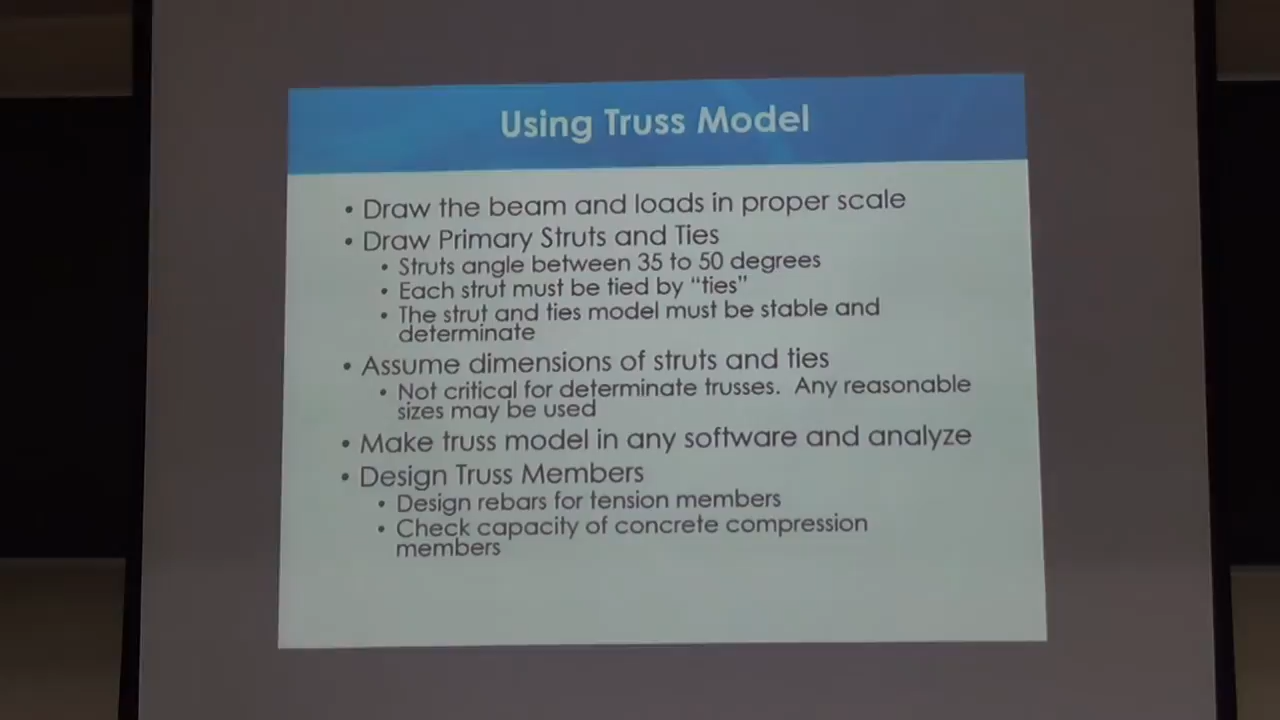 Using Truss Model
• Draw the beam and loads in proper scale
• Draw Primary Struts and Ties
• Struts angle between 35 to 50 degrees
• Each strut must be tied by “ties”
• The strut and ties model must be stable and
determinate
• Assume dimensions of struts and ties
• Not critical for determinate trusses. Any reasonable
sizes may be used
• Make truss model in any software and analyze
• Design Truss Members
• Design rebars for tension members
• Check capacity of concrete compression
members